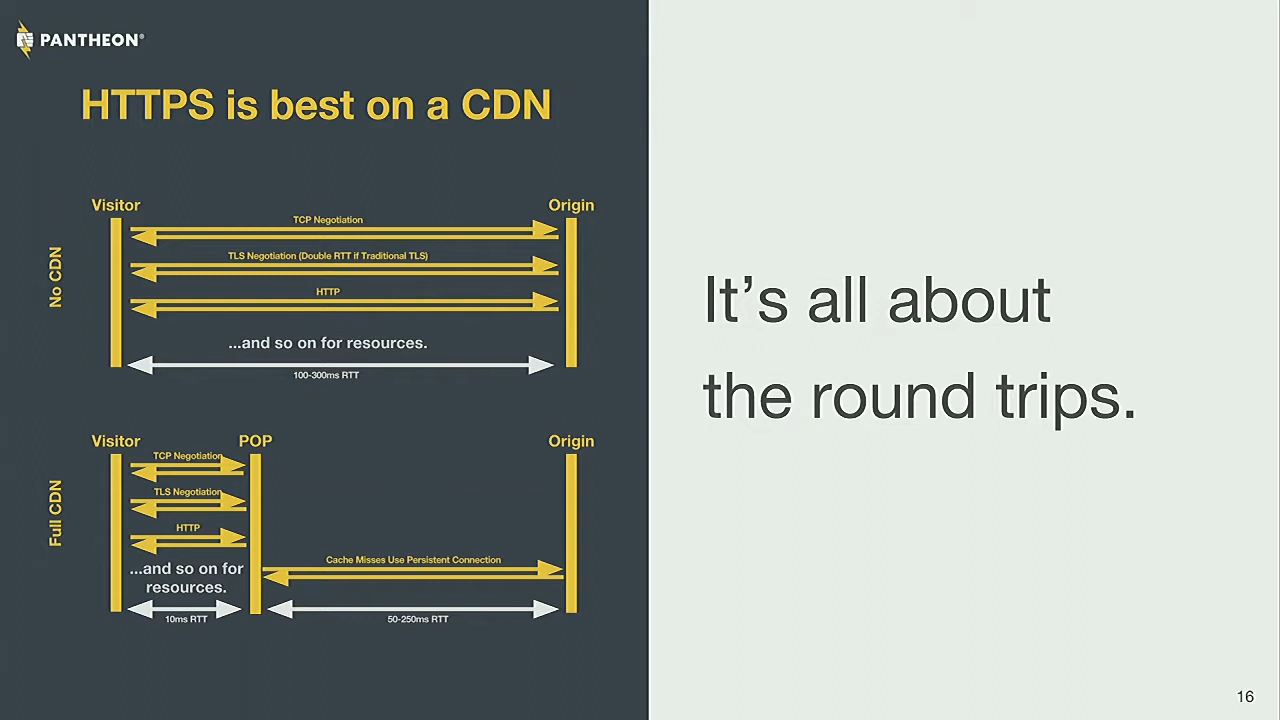 PANTHEON®
HTTPS is best on a CDN
No CDN
Visitor
Origin
TCP Negotiation
TLS Negotiation (Double RTT if Traditional TLS)
HTTP
...and so on for resources.
100-300ms RTT
Full CDN
Visitor
POP
Origin
TCP Negotiation
TLS Negotiation
HTTP
...and so on for
resources.
10ms RTT
Cache Misses Use Persistent Connection
50-250ms RTT
It’s all about
the round trips.
16